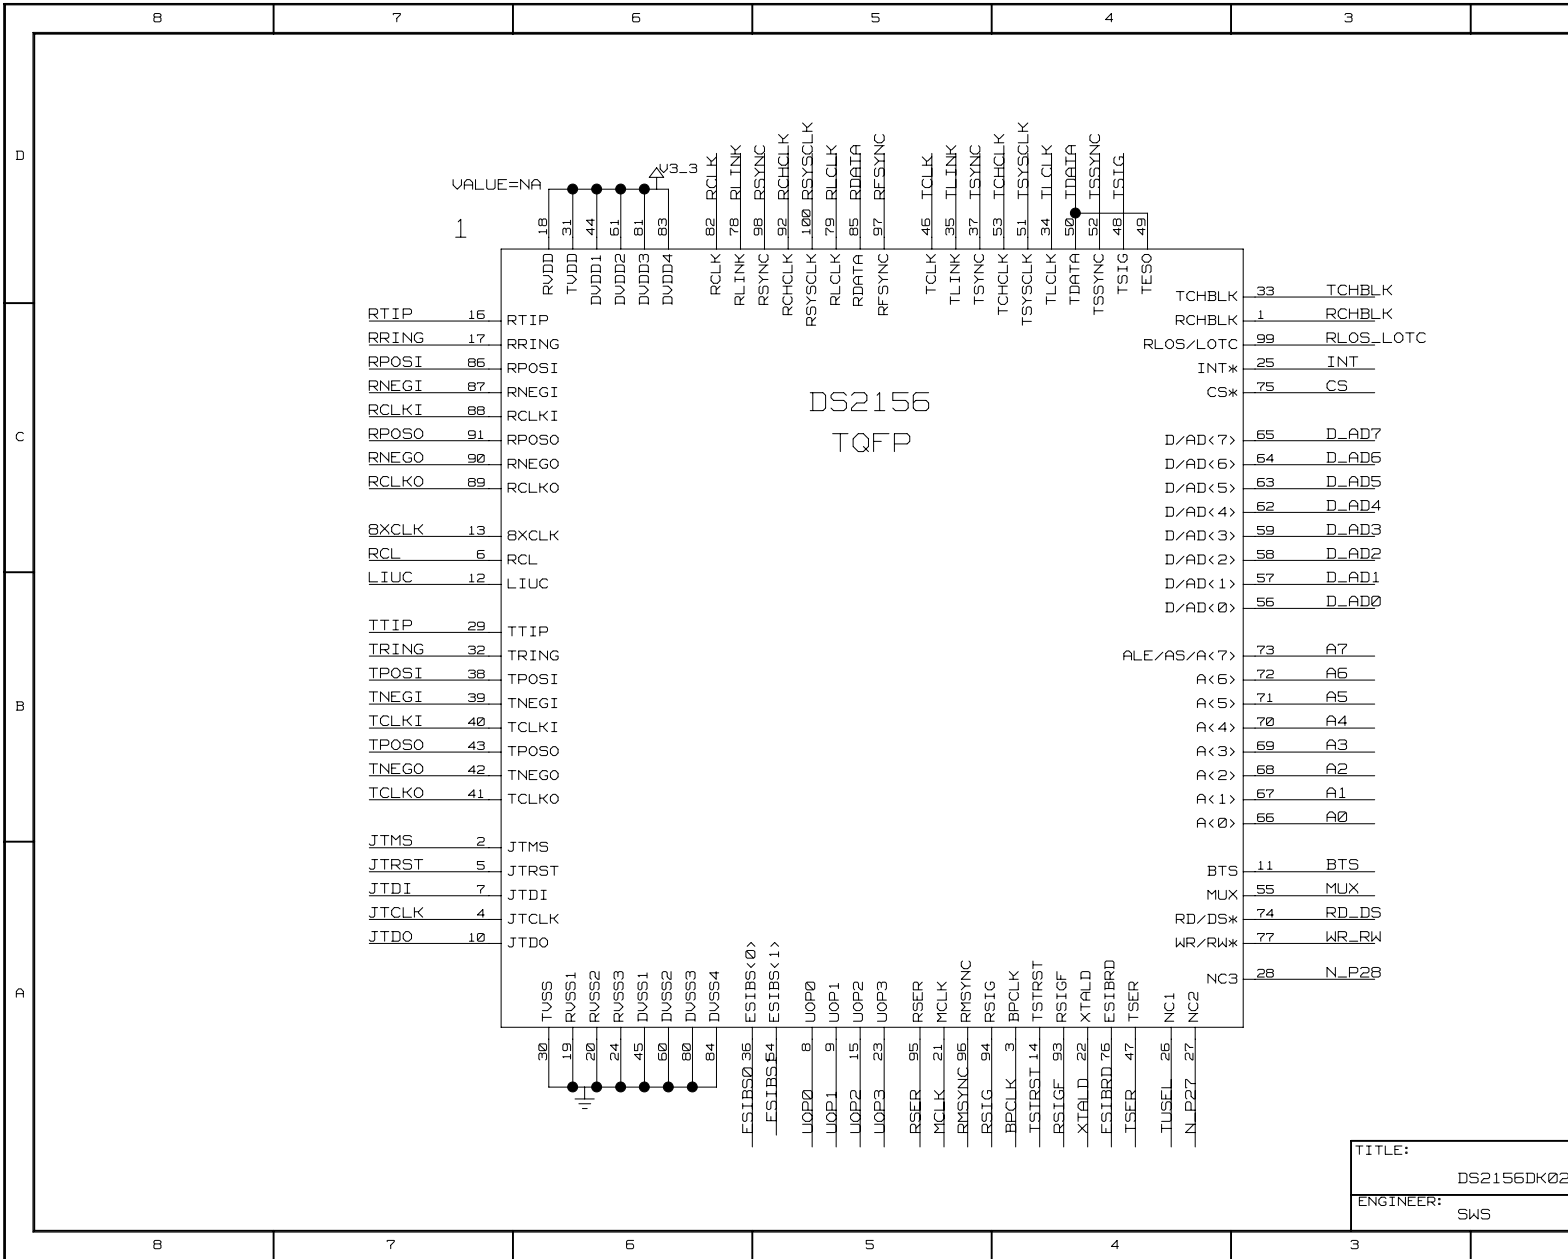 8 7 6 5 4 3
D
C
B
A
VALUE=NA
V3_3
1
RCLK RLINK RSYNC RCHCLK RSYSCLK RLCLK RDATA RFSYNC TCLK TLINK TSYNC TCHCLK TSYSCLK TLCLK TDATA TSSYNC TSIG
18 31 44 61 81 83 82 78 98 92 100 79 85 97 46 35 37 53 51 34 50 52 48 49
RVDD TVDD DVDD1 DVDD2 DVDD3 DVDD4 RCLK RLINK RSYNC RCHCLK RSYSCLK RLCLK RDATA RFSYNC TCLK TLINK TSYNC TCHCLK TSYSCLK TLCLK TDATA TSSYNC TSIG TESO
DS2156
TQFP
RTIP 16 RTIP
RRING 17 RRING
RPOSI 86 RPOSI
RNEGI 87 RNEGI
RCLKI 88 RCLKI
RPOSO 91 RPOSO
RNEGO 90 RNEGO
RCLKO 89 RCLKO
8XCLK 13 8XCLK
RCL 6 RCL
LIUC 12 LIUC
TTIP 29 TTIP
TRING 32 TRING
TPOSI 38 TPOSI
TNEGI 39 TNEGI
TCLKI 40 TCLKI
TPOSO 43 TPOSO
TNEGO 42 TNEGO
TCLKO 41 TCLKO
JTMS 2 JTMS
JTRST 5 JTRST
JTDI 7 JTDI
JTCLK 4 JTCLK
JTDO 10 JTDO
TCHBLK 33 TCHBLK
RCHBLK 1 RCHBLK
RLOS/LOTC 99 RLOS_LOTC
INT* 25 INT
CS* 75 CS
D/AD<7> 65 D_AD7
D/AD<6> 64 D_AD6
D/AD<5> 63 D_AD5
D/AD<4> 62 D_AD4
D/AD<3> 59 D_AD3
D/AD<2> 58 D_AD2
D/AD<1> 57 D_AD1
D/AD<0> 56 D_AD0
ALE/AS/A<7> 73 A7
A<6> 72 A6
A<5> 71 A5
A<4> 70 A4
A<3> 69 A3
A<2> 68 A2
A<1> 67 A1
A<0> 66 A0
BTS 11 BTS
MUX 55 MUX
RD/DS* 74 RD_DS
WR/RW* 77 WR_RW
NC3 28 N_P28
TVSS RVSS1 RVSS2 RVSS3 DVSS1 DVSS2 DVSS3 DVSS4 ESIBS<0> ESIBS<1> UOP0 UOP1 UOP2 UOP3 RSER MCLK RMSYNC RSIG BPCLK TSTRST RSIGF XTALD ESIBRD TSER NC1 NC2
30 19 20 24 45 60 80 84 36 54 8 9 15 23 95 21 96 94 3 14 93 22 76 47 26 27
ESIBS0 ESIBS1 UOP0 UOP1 UOP2 UOP3 RSER MCLK RMSYNC RSIG BPCLK TSTRST RSIGF XTALD ESIBRD TSER TUSEL N_P27
TITLE:
DS2156DK02
ENGINEER:
SWS
8 7 6 5 4 3